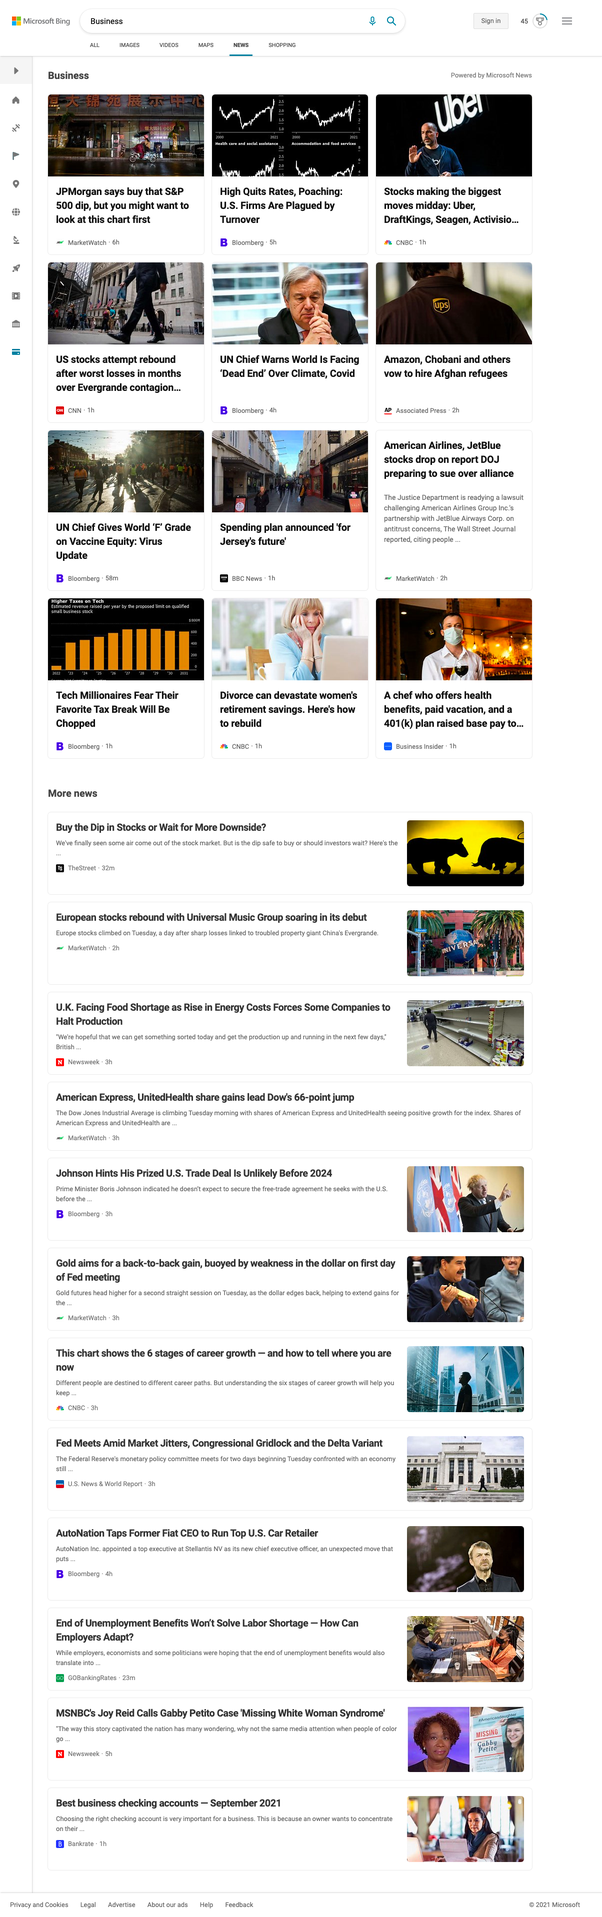 Microsoft Bing
Business
Sign in
45
ALL
IMAGES
VIDEOS
MAPS
NEWS
SHOPPING
Business
Powered by Microsoft News
JPMorgan says buy that S&P
500 dip, but you might want to
look at this chart first
MarketWatch · 6h
2000
2021
2000
2021
Health care and social assistance
Accommodation and food services
High Quits Rates, Poaching:
U.S. Firms Are Plagued by
Turnover
Bloomberg · 5h
Uber
Stocks making the biggest
moves midday: Uber,
DraftKings, Seagen, Activisio...
CNBC · 1h
US stocks attempt rebound
after worst losses in months
over Evergrande contagion...
CNN · 1h
UN Chief Warns World Is Facing
'Dead End' Over Climate, Covid
Bloomberg · 4h
ups
Amazon, Chobani and others
vow to hire Afghan refugees
AP
Associated Press · 2h
UN Chief Gives World 'F' Grade
on Vaccine Equity: Virus
Update
Bloomberg · 58m
Spending plan announced 'for
Jersey's future'
BBC News · 1h
American Airlines, JetBlue
stocks drop on report DOJ
preparing to sue over alliance
The Justice Department is readying a lawsuit
challenging American Airlines Group Inc.'s
partnership with JetBlue Airways Corp. on
antitrust concerns, The Wall Street Journal
reported, citing people ...
MarketWatch · 2h
Higher Taxes on Tech
Estimated revenue raised per year by the proposed limit on qualified
small business stock
Tech Millionaires Fear Their
Favorite Tax Break Will Be
Chopped
Bloomberg · 1h
Divorce can devastate women's
retirement savings. Here's how
to rebuild
CNBC · 1h
A chef who offers health
benefits, paid vacation, and a
401(k) plan raised base pay to...
Business Insider · 1h
More news
Buy the Dip in Stocks or Wait for More Downside?
We've finally seen some air come out of the stock market. But is the dip safe to buy or should investors wait? Here's the
...
TheStreet · 32m
European stocks rebound with Universal Music Group soaring in its debut
Europe stocks climbed on Tuesday, a day after sharp losses linked to troubled property giant China's Evergrande.
MarketWatch · 2h
UNIVERS
U.K. Facing Food Shortage as Rise in Energy Costs Forces Some Companies to
Halt Production
"We're hopeful that we can get something sorted today and get the production up and running in the next few days,"
British ...
N
Newsweek · 3h
American Express, UnitedHealth share gains lead Dow's 66-point jump
The Dow Jones Industrial Average is climbing Tuesday morning with shares of American Express and UnitedHealth seeing positive growth for the index. Shares of
American Express and UnitedHealth are ...
MarketWatch · 3h
Johnson Hints His Prized U.S. Trade Deal Is Unlikely Before 2024
Prime Minister Boris Johnson indicated he doesn't expect to secure the free-trade agreement he seeks with the U.S.
before the ...
Bloomberg · 3h
Gold aims for a back-to-back gain, buoyed by weakness in the dollar on first day
of Fed meeting
Gold futures head higher for a second straight session on Tuesday, as the dollar edges back, helping to extend gains for
the ...
MarketWatch · 3h
This chart shows the 6 stages of career growth — and how to tell where you are
now
Different people are destined to different career paths. But understanding the six stages of career growth will help you
keep ...
CNBC · 3h
Fed Meets Amid Market Jitters, Congressional Gridlock and the Delta Variant
The Federal Reserve's monetary policy committee meets for two days beginning Tuesday confronted with an economy
still ...
U.S. News & World Report · 3h
AutoNation Taps Former Fiat CEO to Run Top U.S. Car Retailer
AutoNation Inc. appointed a top executive at Stellantis NV as its new chief executive officer, an unexpected move that
puts ...
Bloomberg · 4h
End of Unemployment Benefits Won't Solve Labor Shortage — How Can
Employers Adapt?
While employers, economists and some politicians were hoping that the end of unemployment benefits would also
translate into ...
GOBankingRates · 23m
MSNBC's Joy Reid Calls Gabby Petito Case 'Missing White Woman Syndrome'
"The way this story captivated the nation has many wondering, why not the same media attention when people of color
go ...
N
Newsweek · 5h
MISSING
Gabby
Petito
Best business checking accounts — September 2021
Choosing the right checking account is very important for a business. This is because an owner wants to concentrate
on their ...
Bankrate · 1h
Privacy and Cookies
Legal
Advertise
About our ads
Help
Feedback
© 2021 Microsoft